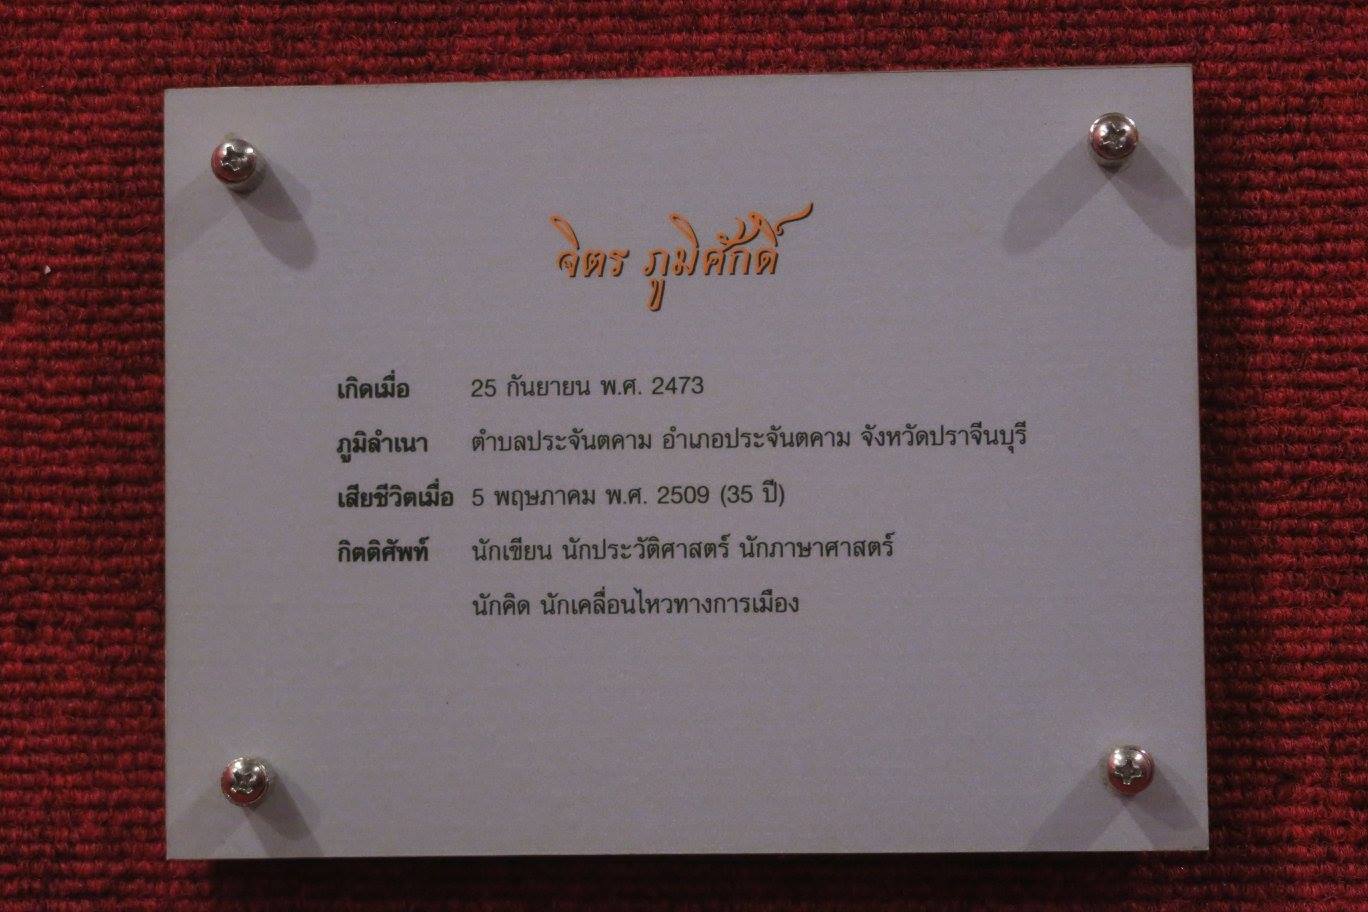 จิตร ภูมิศักดิ์
เกิดเมื่อ 25 กันยายน พ.ศ. 2473
ภูมิลำเนา ตำบลประจันตคาม อำเภอประจันตคาม จังหวัดปราจีนบุรี
เสียชีวิตเมื่อ 5 พฤษภาคม พ.ศ. 2509 (35 ปี)
กิตติศัพท์ นักเขียน นักประวัติศาสตร์ นักภาษาศาสตร์
นักคิด นักเคลื่อนไหวทางการเมือง